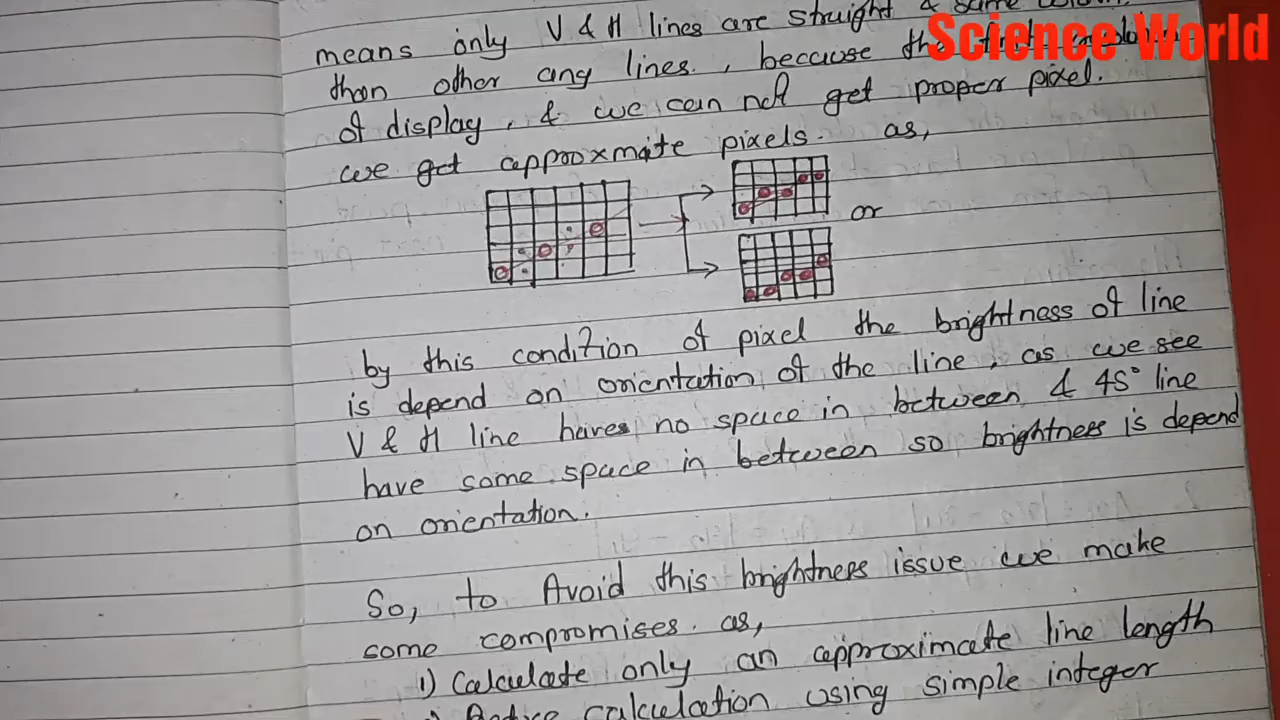 means only V & H lines are straight & same
Science World
than other any lines, because the
of display, & we can not get proper pixel.
we get approxmate pixels. as,
or
by this condition of pixel the brightness of line
is depend on orientation of the line, as we see
V & H line haves no space in between & 45° line
have some space in between so brightness is depend
on orientation.
So, to Avoid this brightness issue we make
some compromises. as,
1) Calculate only an approximate line length
calculation using simple integer